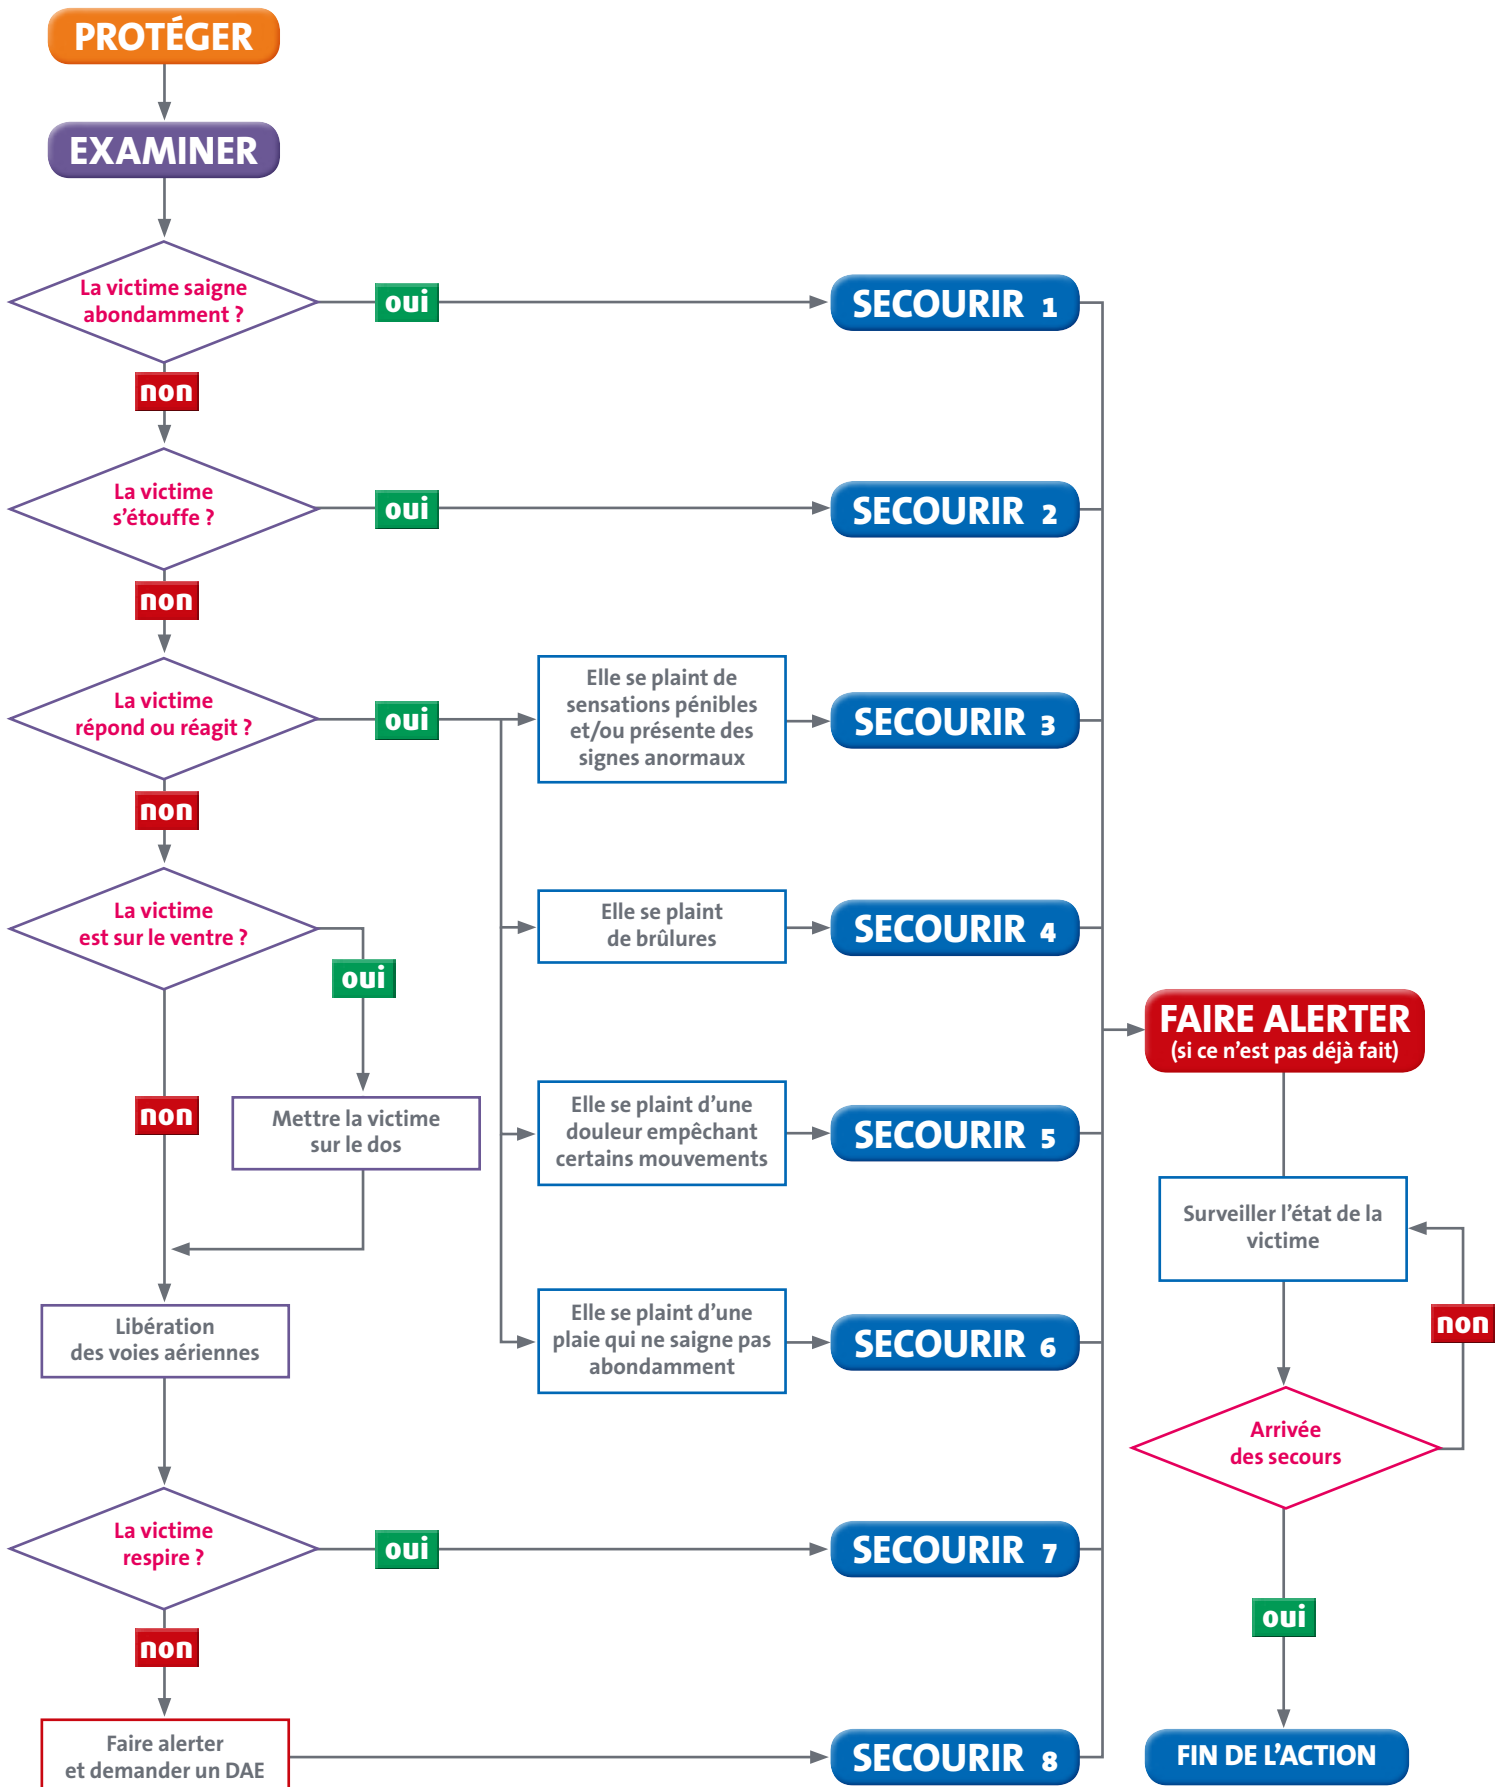 PROTÉGER
EXAMINER
La victime saigne
abondamment ?
oui
SECOURIR 1
non
La victime
s'étouffe ?
oui
SECOURIR 2
non
La victime
répond ou réagit ?
oui
Elle se plaint de
sensations pénibles
et/ou présente des
signes anormaux
SECOURIR 3
non
La victime
est sur le ventre ?
oui
Elle se plaint
de brûlures
SECOURIR 4
non
Mettre la victime
sur le dos
Elle se plaint d'une
douleur empêchant
certains mouvements
SECOURIR 5
Libération
des voies aériennes
Elle se plaint d'une
plaie qui ne saigne pas
abondamment
SECOURIR 6
La victime
respire ?
oui
SECOURIR 7
non
Faire alerter
et demander un DAE
SECOURIR 8
FAIRE ALERTER
(si ce n'est pas déjà fait)
Surveiller l'état de la
victime
non
Arrivée
des secours
oui
FIN DE L'ACTION